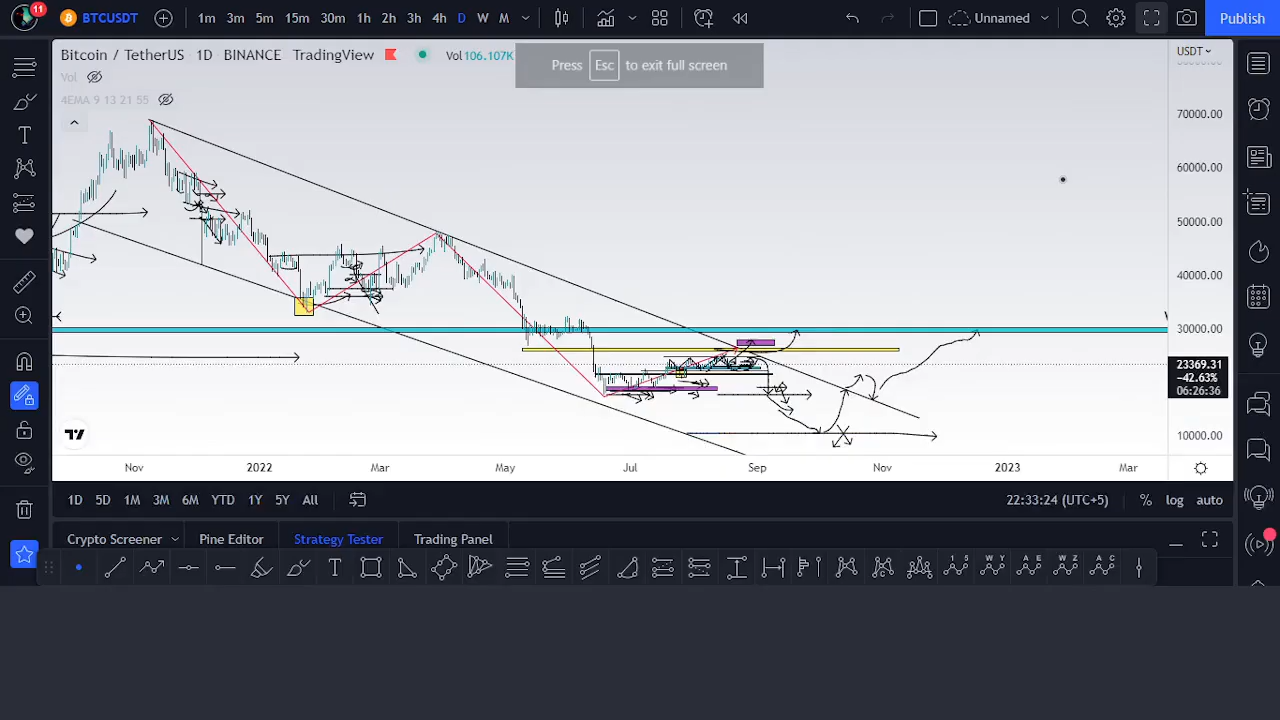 11
BTCUSDT
1m 3m 5m 15m 30m 1h 2h 3h 4h D W M
Unnamed
Publish
Bitcoin / TetherUS 1D BINANCE TradingView
Vol106.107K
Press Esc to exit full screen
Vol
4EMA 9 13 21 55
USDT
70000.00
60000.00
50000.00
40000.00
30000.00
23369.31
-42.63%
06:26:36
10000.00
Nov 2022 Mar May Jul Sep Nov 2023 Mar
1D 5D 1M 3M 6M YTD 1Y 5Y All
22:33:24 (UTC+5) % log auto
Crypto Screener Pine Editor Strategy Tester Trading Panel